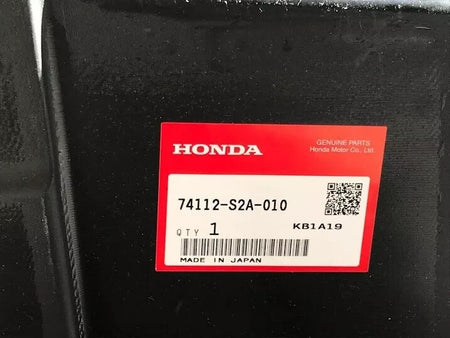 HONDA
GENUINE PARTS
Honda Motor Co., Ltd.
74112-S2A-010
QTY 1
KB1A19
MADE IN JAPAN